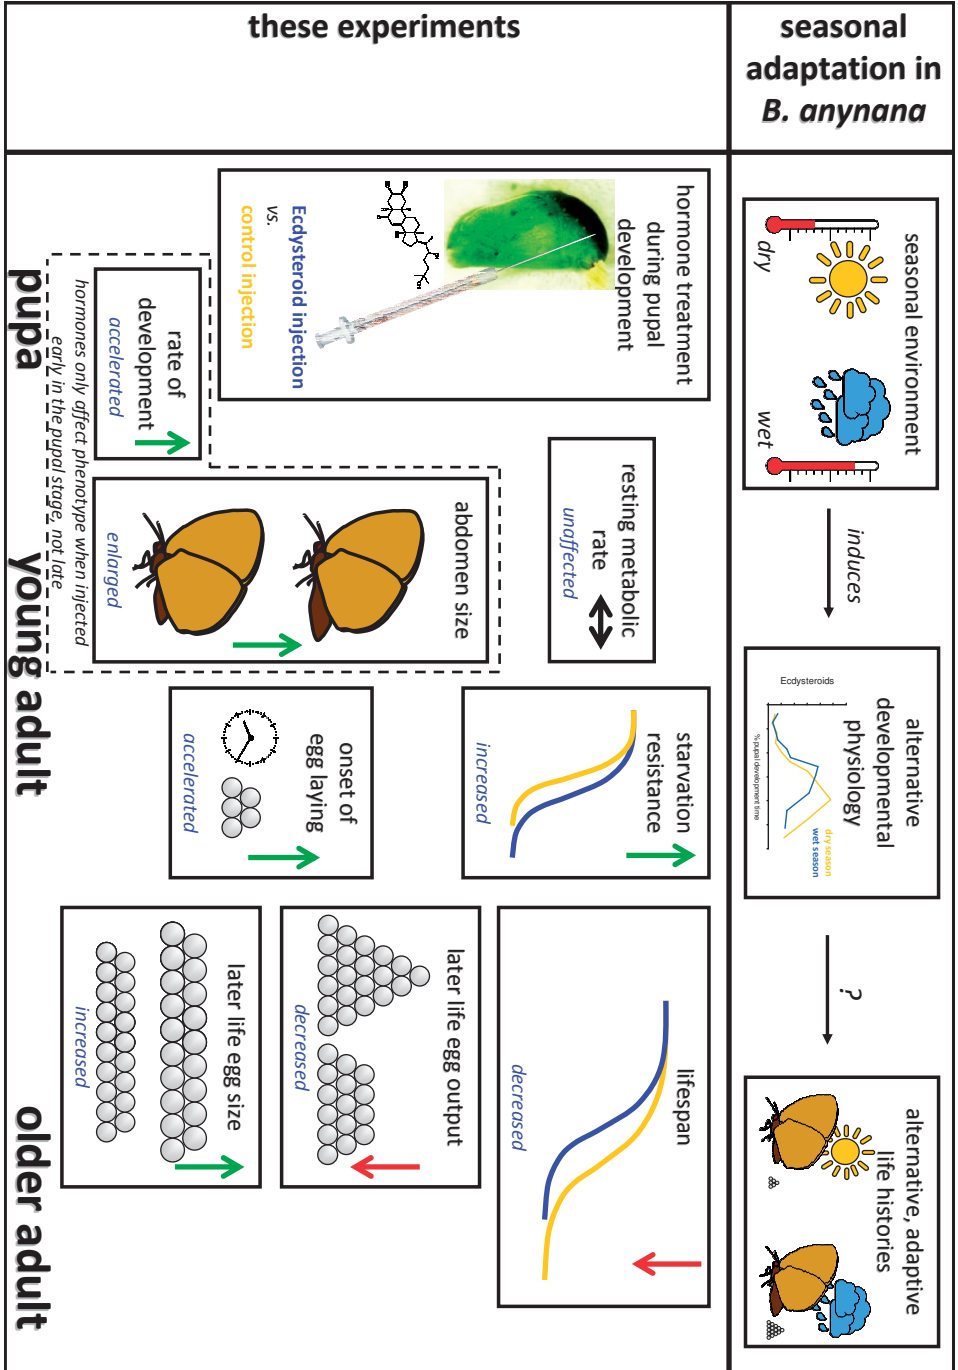 seasonal
adaptation in
B. anynana
seasonal environment
dry
wet
induces
alternative
developmental
physiology
Ecdysteroids
% pupal development time
dry season
wet season
?
alternative, adaptive
life histories
these experiments
hormone treatment
during pupal
development
Ecdysteroid injection
vs.
control injection
rate of
development
accelerated
hormones only affect phenotype when injected
early in the pupal stage, not late
resting metabolic
rate
unaffected
abdomen size
enlarged
starvation
resistance
increased
onset of
egg laying
accelerated
lifespan
decreased
later life egg output
decreased
later life egg size
increased
pupa
young adult
older adult